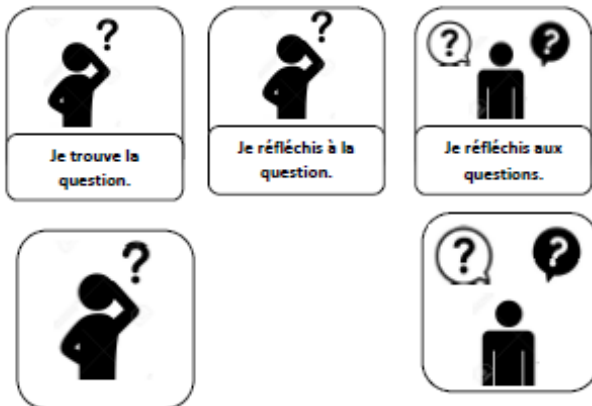 ?
Je trouve la
question.
?
Je réfléchis à la
question.
? ?
Je réfléchis aux
questions.
?
? ?